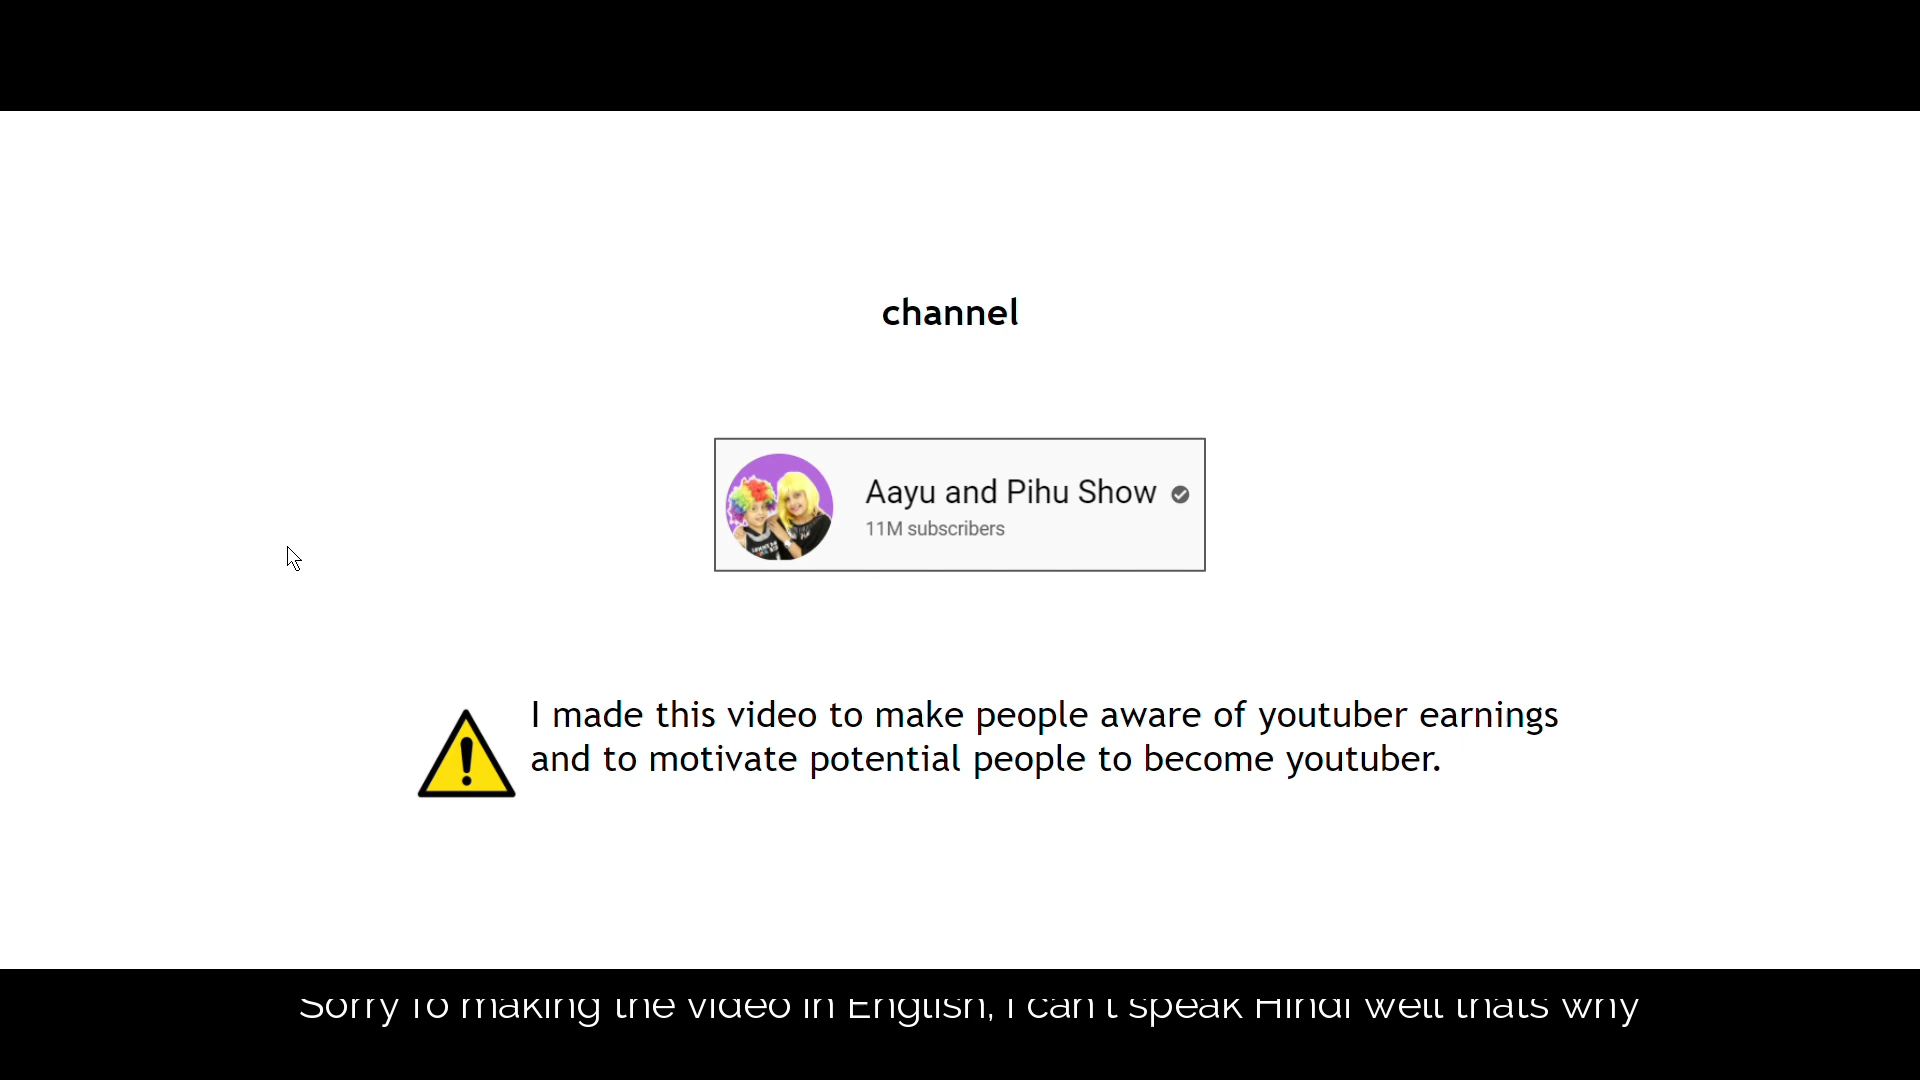 channel
Aayu and Pihu Show
11M subscribers
I made this video to make people aware of youtuber earnings
and to motivate potential people to become youtuber.
Sorry To making the video in English, I can't speak Hindi well thats why